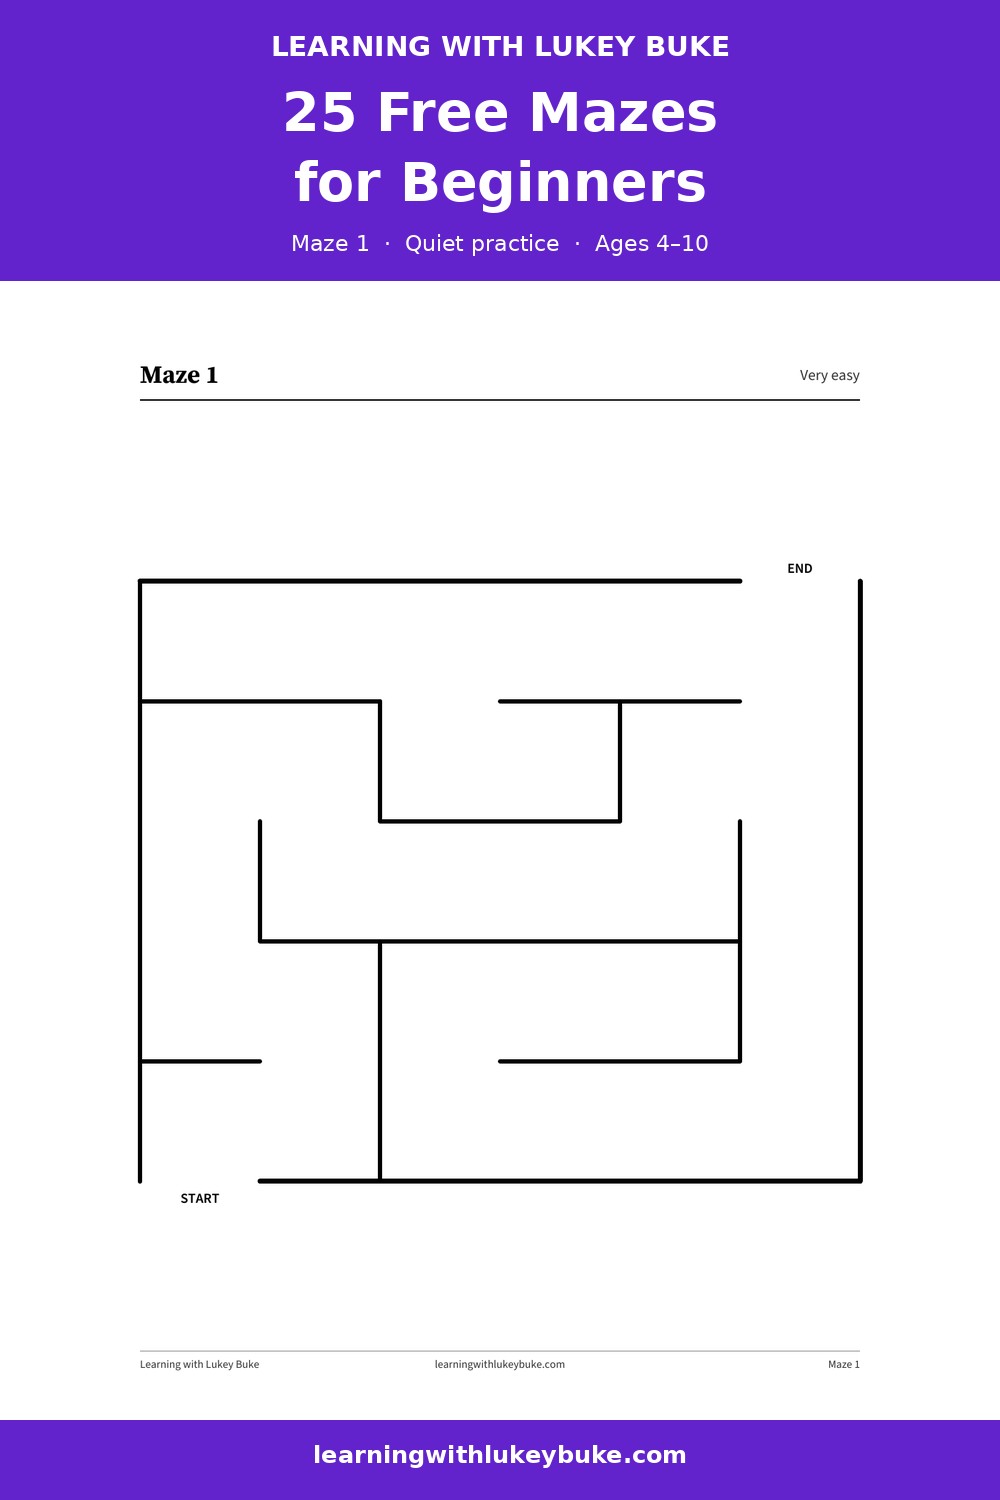 LEARNING WITH LUKEY BUKE
25 Free Mazes
for Beginners
Maze 1 · Quiet practice · Ages 4–10
Maze 1
Very easy
END
START
Learning with Lukey Buke
learningwithlukeybuke.com
Maze 1
learningwithlukeybuke.com